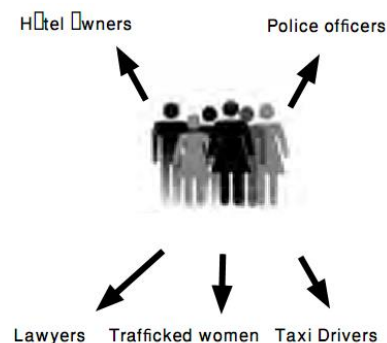 H▯tel ▯wners
Police officers
Lawyers
Trafficked women
Taxi Drivers